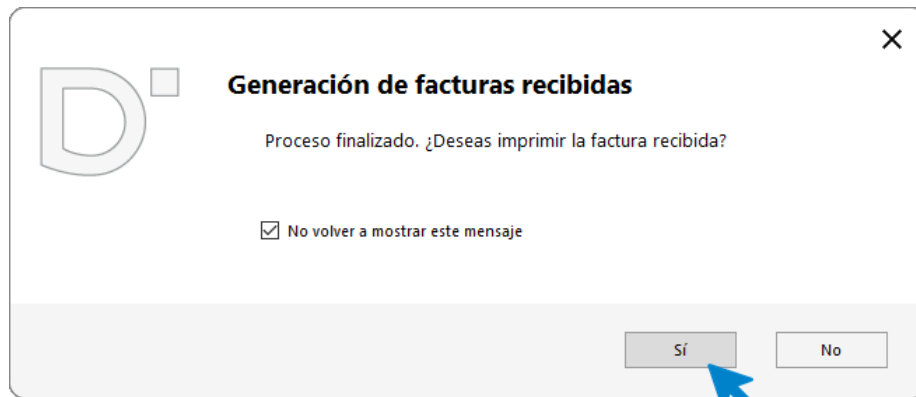 Generación de facturas recibidas
Proceso finalizado. ¿Deseas imprimir la factura recibida?
No volver a mostrar este mensaje
Sí
No